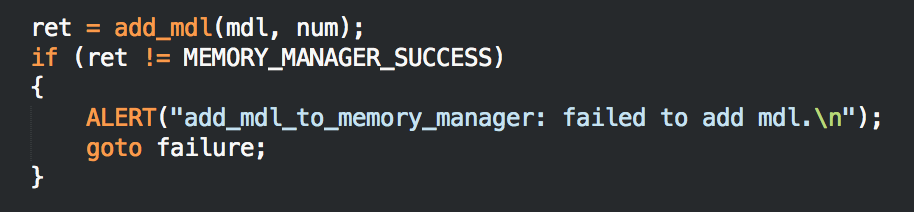 ret = add_mdl(mdl, num);
if (ret != MEMORY_MANAGER_SUCCESS)
{
    ALERT("add_mdl_to_memory_manager: failed to add mdl.\n");
    goto failure;
}